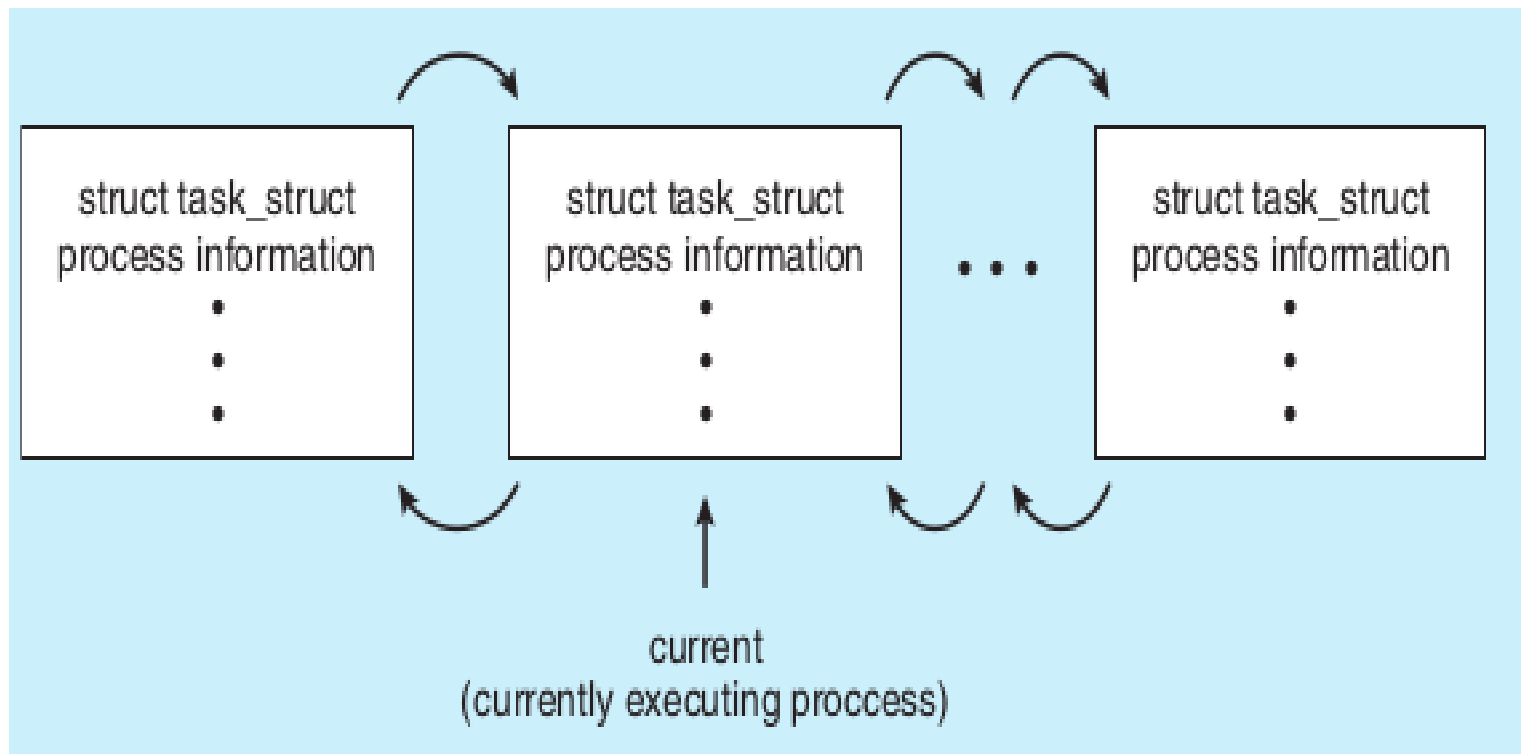 struct task_struct
process information
struct task_struct
process information
• • •
struct task_struct
process information
current
(currently executing proccess)